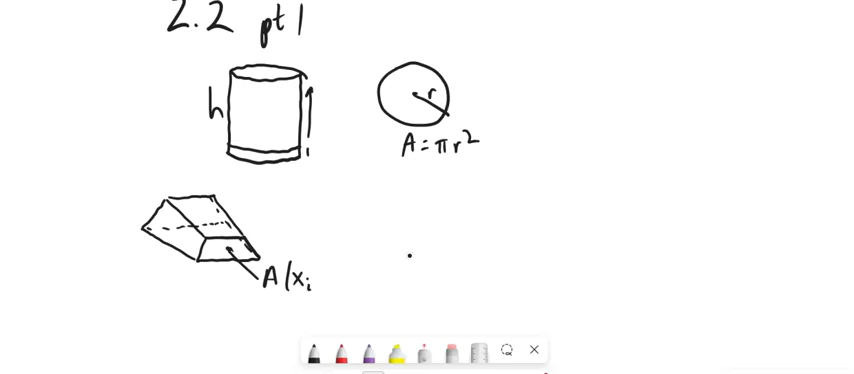 2.2 pt 1
h
r
A = πr²
A(xᵢ